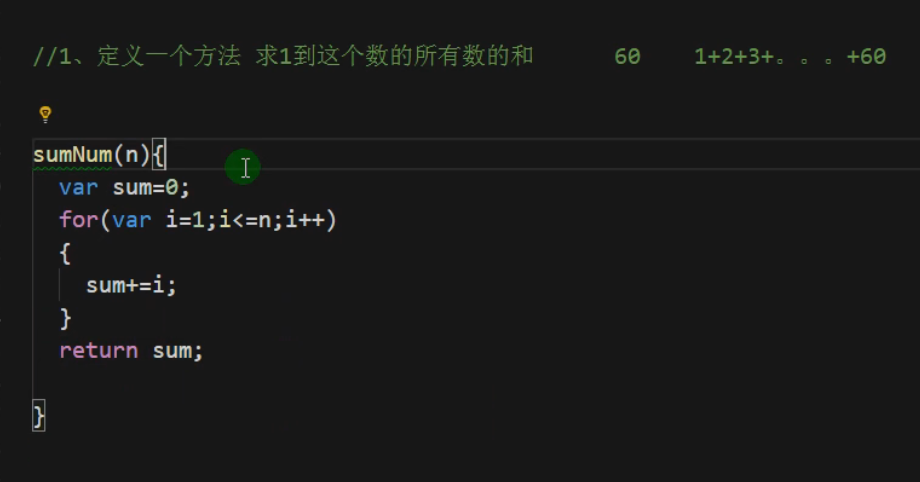 //1、定义一个方法 求1到这个数的所有数的和 60 1+2+3+。。。+60
sumNum(n){
var sum=0;
for(var i=1;i<=n;i++)
{
sum+=i;
}
return sum;
}